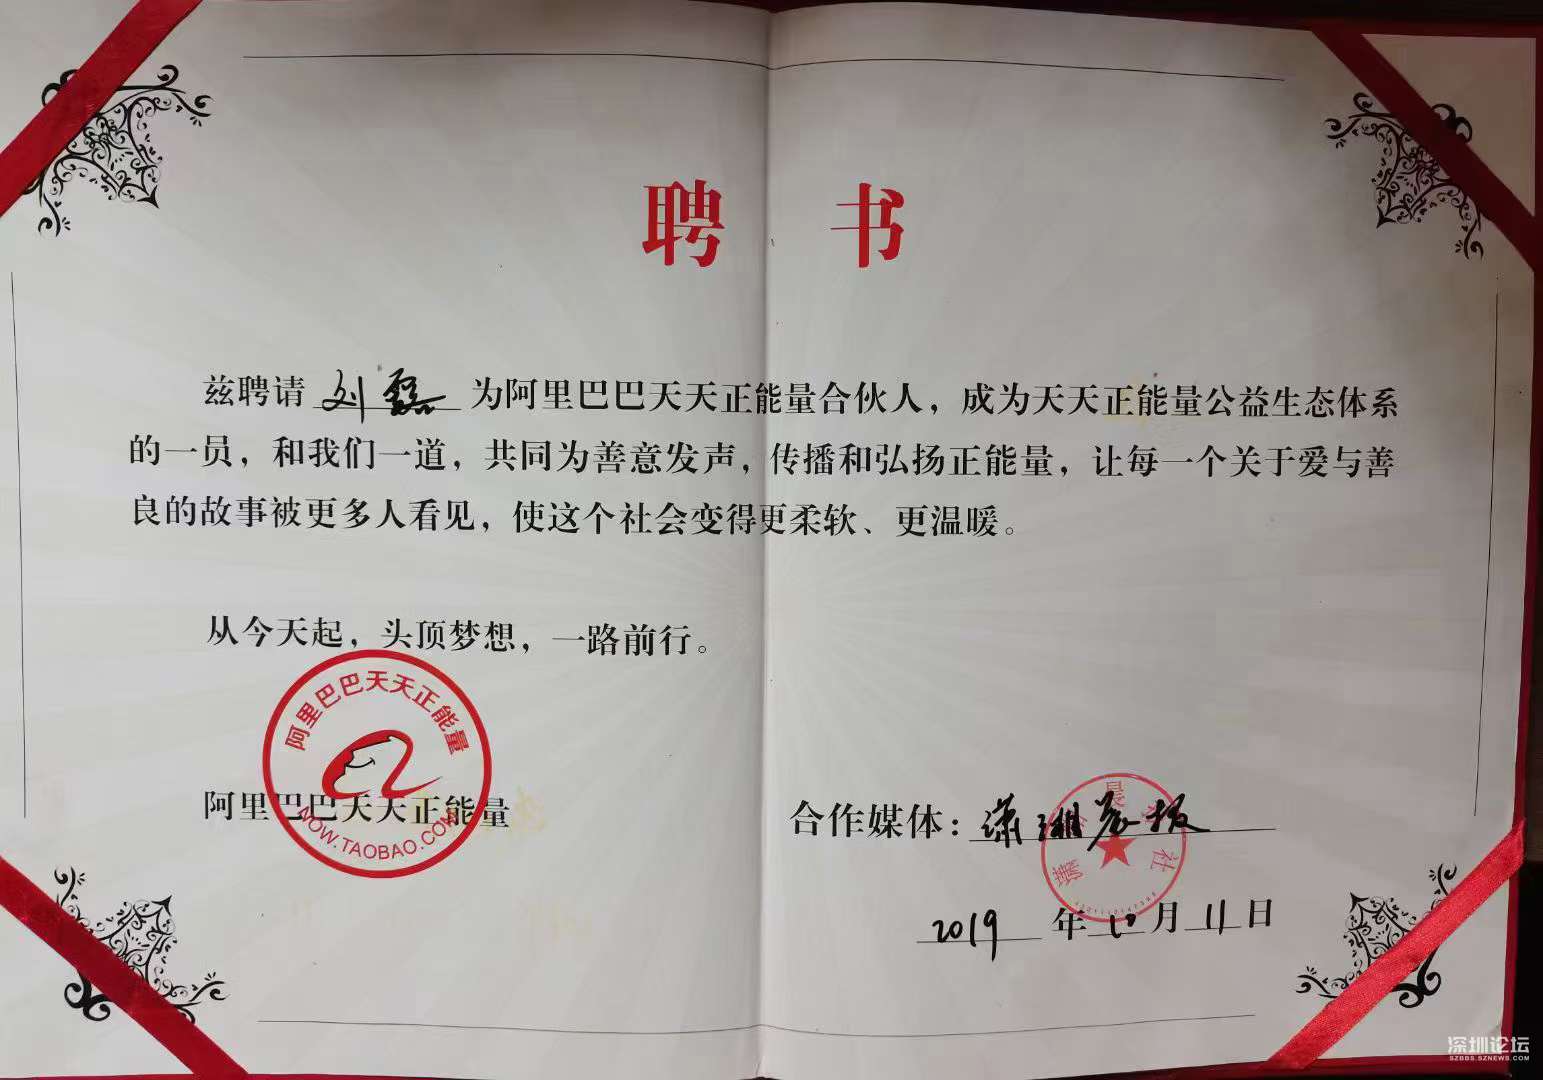 聘 书
兹聘请 刘磊 为阿里巴巴天天正能量合伙人，成为天天正能量公益生态体系
的一员，和我们一道，共同为善意发声，传播和弘扬正能量，让每一个关于爱与善
良的故事被更多人看见，使这个社会变得更柔软、更温暖。
从今天起，头顶梦想，一路前行。
阿里巴巴天天正能量
NOW.TAOBAO.COM
阿里巴巴天天正能量
合作媒体：潇湘晨报
2019 年 10 月 11 日
深圳论坛
SZBBS.SZNEWS.COM